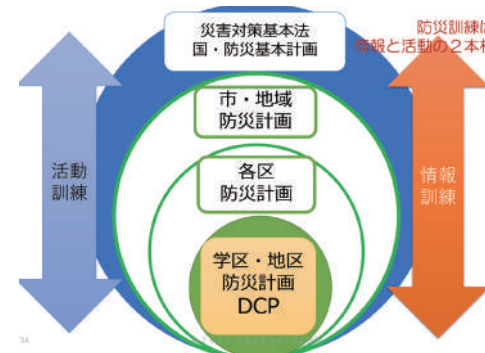 災害対策基本法
国・防災基本計画
防災訓練は
情報と活動の２本柱
市・地域
防災計画
各区
防災計画
活動
訓練
情報
訓練
学区・地区
防災計画
DCP